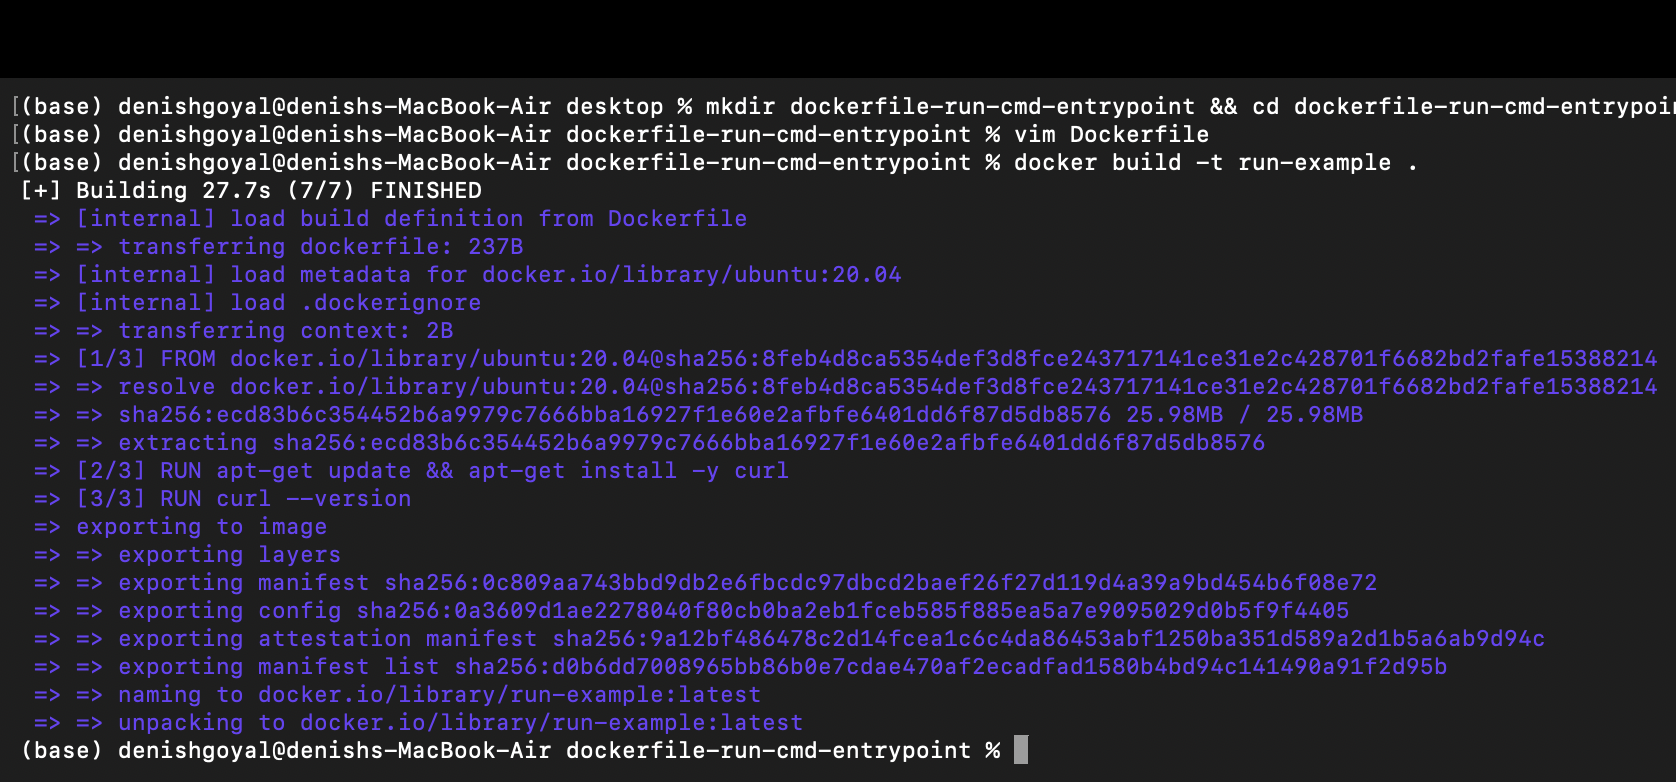 [(base) denishgoyal@denishs-MacBook-Air desktop % mkdir dockerfile-run-cmd-entrypoint && cd dockerfile-run-cmd-entrypoin
[(base) denishgoyal@denishs-MacBook-Air dockerfile-run-cmd-entrypoint % vim Dockerfile
[(base) denishgoyal@denishs-MacBook-Air dockerfile-run-cmd-entrypoint % docker build -t run-example .
[+] Building 27.7s (7/7) FINISHED
=> [internal] load build definition from Dockerfile
=> => transferring dockerfile: 237B
=> [internal] load metadata for docker.io/library/ubuntu:20.04
=> [internal] load .dockerignore
=> => transferring context: 2B
=> [1/3] FROM docker.io/library/ubuntu:20.04@sha256:8feb4d8ca5354def3d8fce243717141ce31e2c428701f6682bd2fafe15388214
=> => resolve docker.io/library/ubuntu:20.04@sha256:8feb4d8ca5354def3d8fce243717141ce31e2c428701f6682bd2fafe15388214
=> => sha256:ecd83b6c354452b6a9979c7666bba16927f1e60e2afbfe6401dd6f87d5db8576 25.98MB / 25.98MB
=> => extracting sha256:ecd83b6c354452b6a9979c7666bba16927f1e60e2afbfe6401dd6f87d5db8576
=> [2/3] RUN apt-get update && apt-get install -y curl
=> [3/3] RUN curl --version
=> exporting to image
=> => exporting layers
=> => exporting manifest sha256:0c809aa743bbd9db2e6fbcdc97dbcd2baef26f27d119d4a39a9bd454b6f08e72
=> => exporting config sha256:0a3609d1ae2278040f80cb0ba2eb1fceb585f885ea5a7e9095029d0b5f9f4405
=> => exporting attestation manifest sha256:9a12bf486478c2d14fcea1c6c4da86453abf1250ba351d589a2d1b5a6ab9d94c
=> => exporting manifest list sha256:d0b6dd7008965bb86b0e7cdae470af2ecadfad1580b4bd94c141490a91f2d95b
=> => naming to docker.io/library/run-example:latest
=> => unpacking to docker.io/library/run-example:latest
(base) denishgoyal@denishs-MacBook-Air dockerfile-run-cmd-entrypoint %